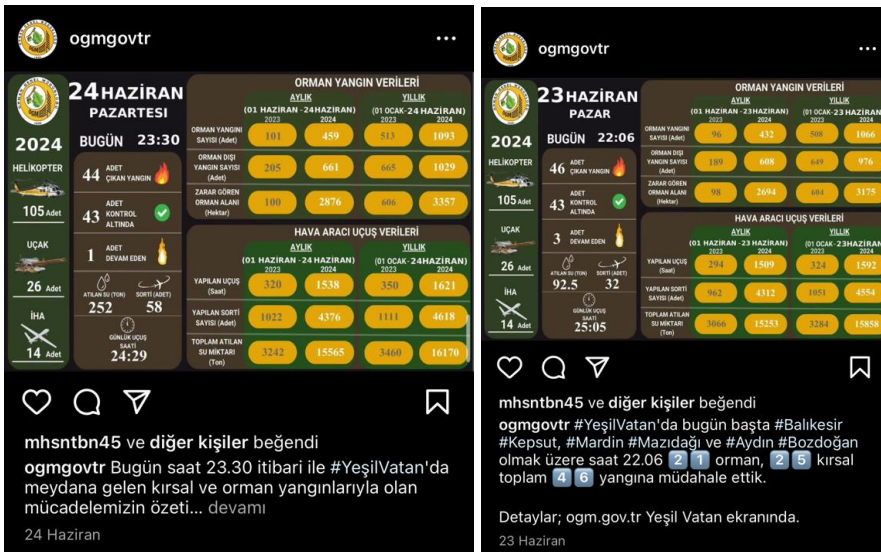 ogmgovtr
24 HAZİRAN
PAZARTESİ
2024
BUGÜN 23:30
HELİKOPTER
105 Adet
UÇAK
26 Adet
İHA
14 Adet
44 ADET ÇIKAN YANGIN
43 ADET KONTROL ALTINDA
1 ADET DEVAM EDEN
ATILAN SU (TON) SORTİ (ADET)
252 58
GÜNLÜK UÇUŞ
SAATİ
24:29
ORMAN YANGIN VERİLERİ
AYLIK YILLIK
(01 HAZİRAN -24HAZİRAN) (01 OCAK-24 HAZİRAN)
2023 2024 2023 2024
ORMAN YANGINI SAYISI (Adet) 101 459 513 1093
ORMAN DIŞI YANGIN SAYISI (Adet) 205 661 665 1029
ZARAR GÖREN ORMAN ALANI (Hektar) 100 2876 606 3357
HAVA ARACI UÇUŞ VERİLERİ
AYLIK YILLIK
(01 HAZİRAN -24 HAZİRAN) (01 OCAK-24HAZİRAN)
2023 2024 2023 2024
YAPILAN UÇUŞ (Saat) 320 1538 350 1621
YAPILAN SORTİ SAYISI (Adet) 1022 4376 1111 4618
TOPLAM ATILAN SU MİKTARI (Ton) 3242 15565 3460 16170
mhsntbn45 ve diğer kişiler beğendi
ogmgovtr Bugün saat 23.30 itibari ile #YeşilVatan'da
meydana gelen kırsal ve orman yangınlarıyla olan
mücadelemizin özeti... devamı
24 Haziran
ogmgovtr
23 HAZİRAN
PAZAR
2024
BUGÜN 22:06
HELİKOPTER
105 Adet
UÇAK
26 Adet
İHA
14 Adet
46 ADET ÇIKAN YANGIN
43 ADET KONTROL ALTINDA
3 ADET DEVAM EDEN
ATILAN SU (TON) SORTİ (ADET)
92.5 32
GÜNLÜK UÇUŞ
SAATİ
25:05
ORMAN YANGIN VERİLERİ
AYLIK YILLIK
(01 HAZİRAN -23HAZİRAN) (01 OCAK-23 HAZİRAN)
2023 2024 2023 2024
ORMAN YANGINI SAYISI (Adet) 96 432 508 1066
ORMAN DIŞI YANGIN SAYISI (Adet) 189 608 649 976
ZARAR GÖREN ORMAN ALANI (Hektar) 98 2694 604 3175
HAVA ARACI UÇUŞ VERİLERİ
AYLIK YILLIK
(01 HAZİRAN -23 HAZİRAN) (01 OCAK-23HAZİRAN)
2023 2024 2023 2024
YAPILAN UÇUŞ (Saat) 294 1509 324 1592
YAPILAN SORTİ SAYISI (Adet) 962 4312 1051 4554
TOPLAM ATILAN SU MİKTARI (Ton) 3066 15253 3284 15858
mhsntbn45 ve diğer kişiler beğendi
ogmgovtr #YeşilVatan'da bugün başta #Balıkesir
#Kepsut, #Mardin #Mazıdağı ve #Aydın #Bozdoğan
olmak üzere saat 22.06 2 1 orman, 2 5 kırsal
toplam 4 6 yangına müdahale ettik.
Detaylar; ogm.gov.tr Yeşil Vatan ekranında.
23 Haziran